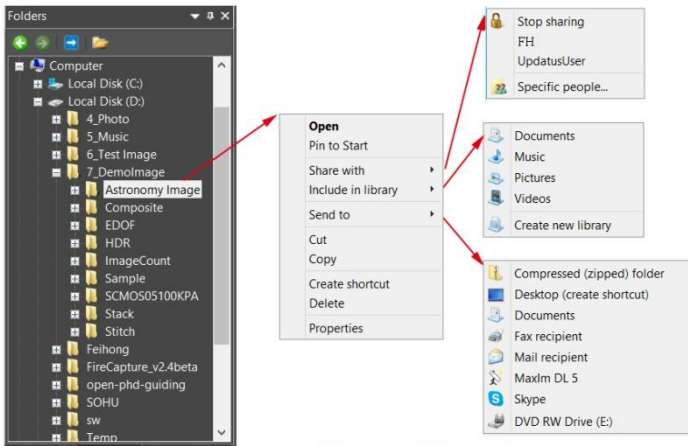 Folders
Computer
Local Disk (C:)
Local Disk (D:)
4_Photo
5_Music
6_Test Image
7_DemoImage
Astronomy Image
Composite
EDOF
HDR
ImageCount
Sample
SCMOS05100KPA
Stack
Stitch
Feihong
FireCapture_v2.4beta
open-phd-guiding
SOHU
sw
Temp
Open
Pin to Start
Share with
Include in library
Send to
Cut
Copy
Create shortcut
Delete
Properties
Stop sharing
FH
UpdatusUser
Specific people...
Documents
Music
Pictures
Videos
Create new library
Compressed (zipped) folder
Desktop (create shortcut)
Documents
Fax recipient
Mail recipient
MaxIm DL 5
Skype
DVD RW Drive (E:)